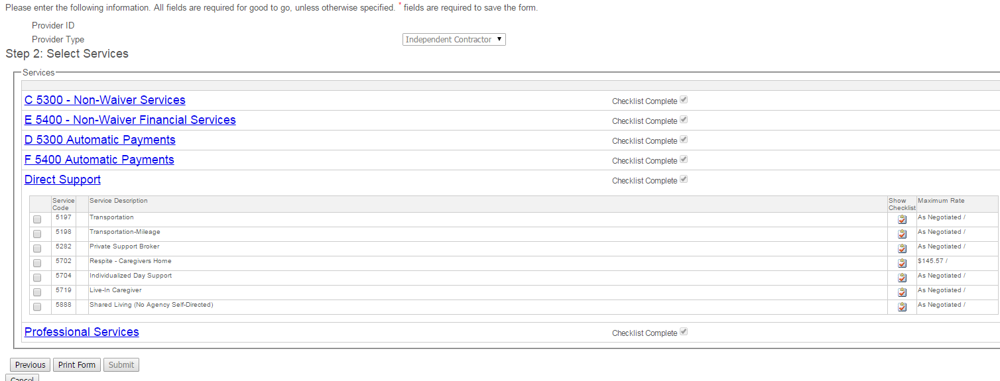 Please enter the following information. All fields are required for good to go, unless otherwise specified. * fields are required to save the form.
Provider ID
Provider Type Independent Contractor
Step 2: Select Services
Services
C 5300 - Non-Waiver Services Checklist Complete
E 5400 - Non-Waiver Financial Services Checklist Complete
D 5300 Automatic Payments Checklist Complete
F 5400 Automatic Payments Checklist Complete
Direct Support Checklist Complete
Service Code Service Description Show Checklist Maximum Rate
5197 Transportation As Negotiated /
5198 Transportation-Mileage As Negotiated /
5282 Private Support Broker As Negotiated /
5702 Respite - Caregivers Home $145.57 /
5704 Individualized Day Support As Negotiated /
5719 Live-In Caregiver As Negotiated /
5888 Shared Living (No Agency Self-Directed) As Negotiated /
Professional Services Checklist Complete
Previous Print Form Submit
Cancel